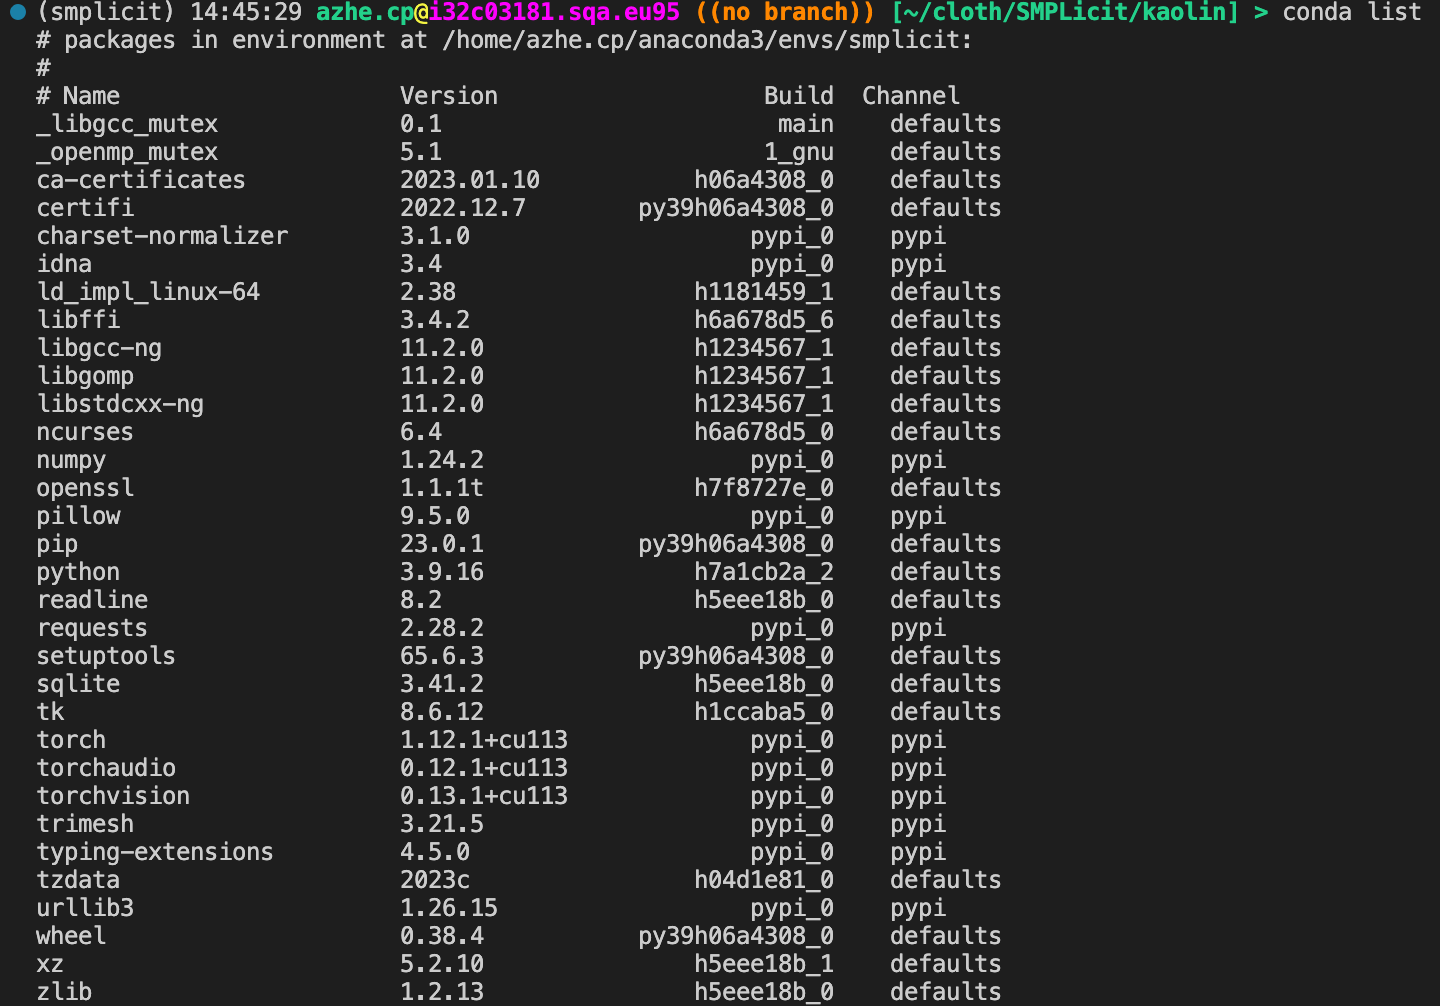 (smplicit) 14:45:29 azhe.cp@i32c03181.sqa.eu95 ((no branch)) [~/cloth/SMPLicit/kaolin] > conda list
# packages in environment at /home/azhe.cp/anaconda3/envs/smplicit:
#
# Name Version Build Channel
_libgcc_mutex 0.1 main defaults
_openmp_mutex 5.1 1_gnu defaults
ca-certificates 2023.01.10 h06a4308_0 defaults
certifi 2022.12.7 py39h06a4308_0 defaults
charset-normalizer 3.1.0 pypi_0 pypi
idna 3.4 pypi_0 pypi
ld_impl_linux-64 2.38 h1181459_1 defaults
libffi 3.4.2 h6a678d5_6 defaults
libgcc-ng 11.2.0 h1234567_1 defaults
libgomp 11.2.0 h1234567_1 defaults
libstdcxx-ng 11.2.0 h1234567_1 defaults
ncurses 6.4 h6a678d5_0 defaults
numpy 1.24.2 pypi_0 pypi
openssl 1.1.1t h7f8727e_0 defaults
pillow 9.5.0 pypi_0 pypi
pip 23.0.1 py39h06a4308_0 defaults
python 3.9.16 h7a1cb2a_2 defaults
readline 8.2 h5eee18b_0 defaults
requests 2.28.2 pypi_0 pypi
setuptools 65.6.3 py39h06a4308_0 defaults
sqlite 3.41.2 h5eee18b_0 defaults
tk 8.6.12 h1ccaba5_0 defaults
torch 1.12.1+cu113 pypi_0 pypi
torchaudio 0.12.1+cu113 pypi_0 pypi
torchvision 0.13.1+cu113 pypi_0 pypi
trimesh 3.21.5 pypi_0 pypi
typing-extensions 4.5.0 pypi_0 pypi
tzdata 2023c h04d1e81_0 defaults
urllib3 1.26.15 pypi_0 pypi
wheel 0.38.4 py39h06a4308_0 defaults
xz 5.2.10 h5eee18b_1 defaults
zlib 1.2.13 h5eee18b_0 defaults